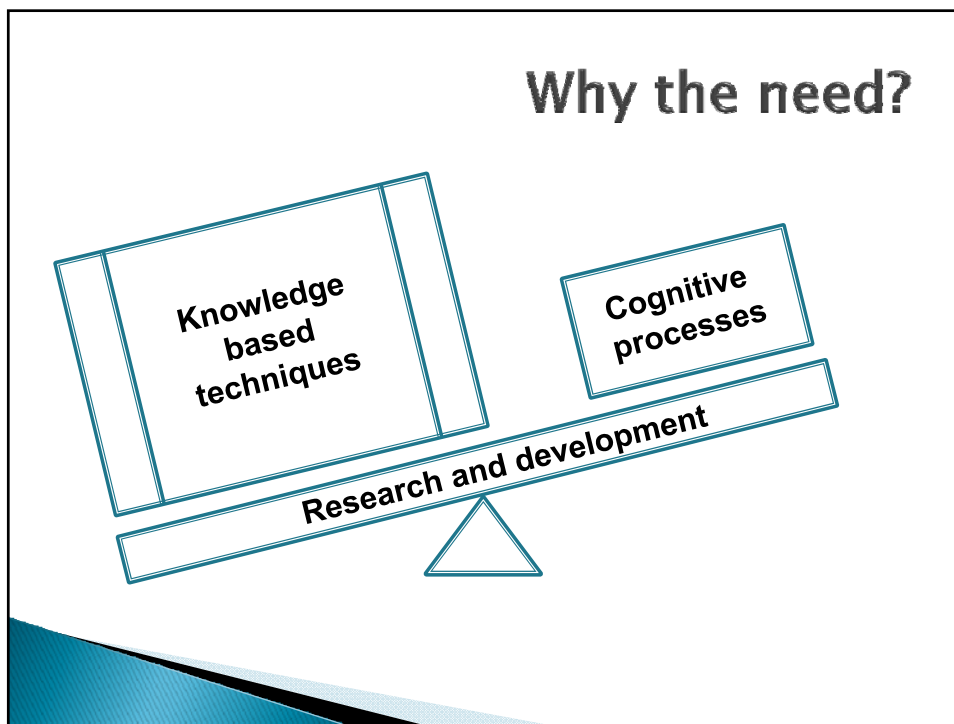 Why the need?
Knowledge
based
techniques
Cognitive
processes
Research and development